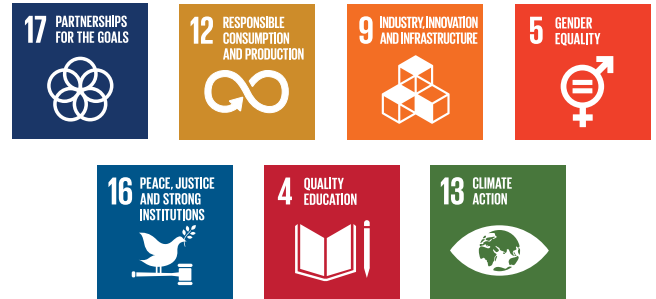 17 PARTNERSHIPS
FOR THE GOALS
12 RESPONSIBLE
CONSUMPTION
AND PRODUCTION
9 INDUSTRY, INNOVATION
AND INFRASTRUCTURE
5 GENDER
EQUALITY
16 PEACE, JUSTICE
AND STRONG
INSTITUTIONS
4 QUALITY
EDUCATION
13 CLIMATE
ACTION